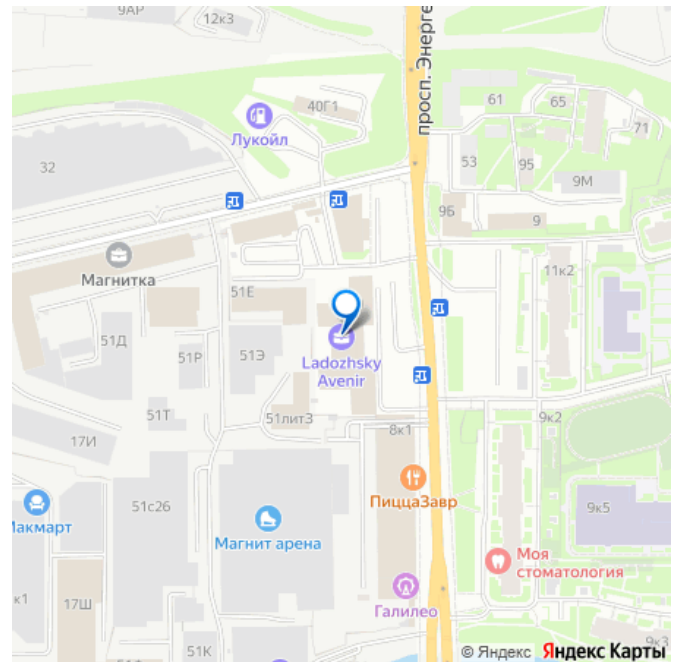 9АР
12к3
просп. Энерге
40Г1
Лукойл
61
65
71
32
53
95
9М
9Б
9
Магнитка
11к2
51Е
51Д
51Р
51Э
Ladozhsky
Avenir
51Т
51лит3
8к1
9к2
17И
ПиццаЗавр
51с26
9к5
Макмарт
Магнит арена
Моя
стоматология
к1
17Ш
Галилео
51К
9к3
© Яндекс Яндекс Карты